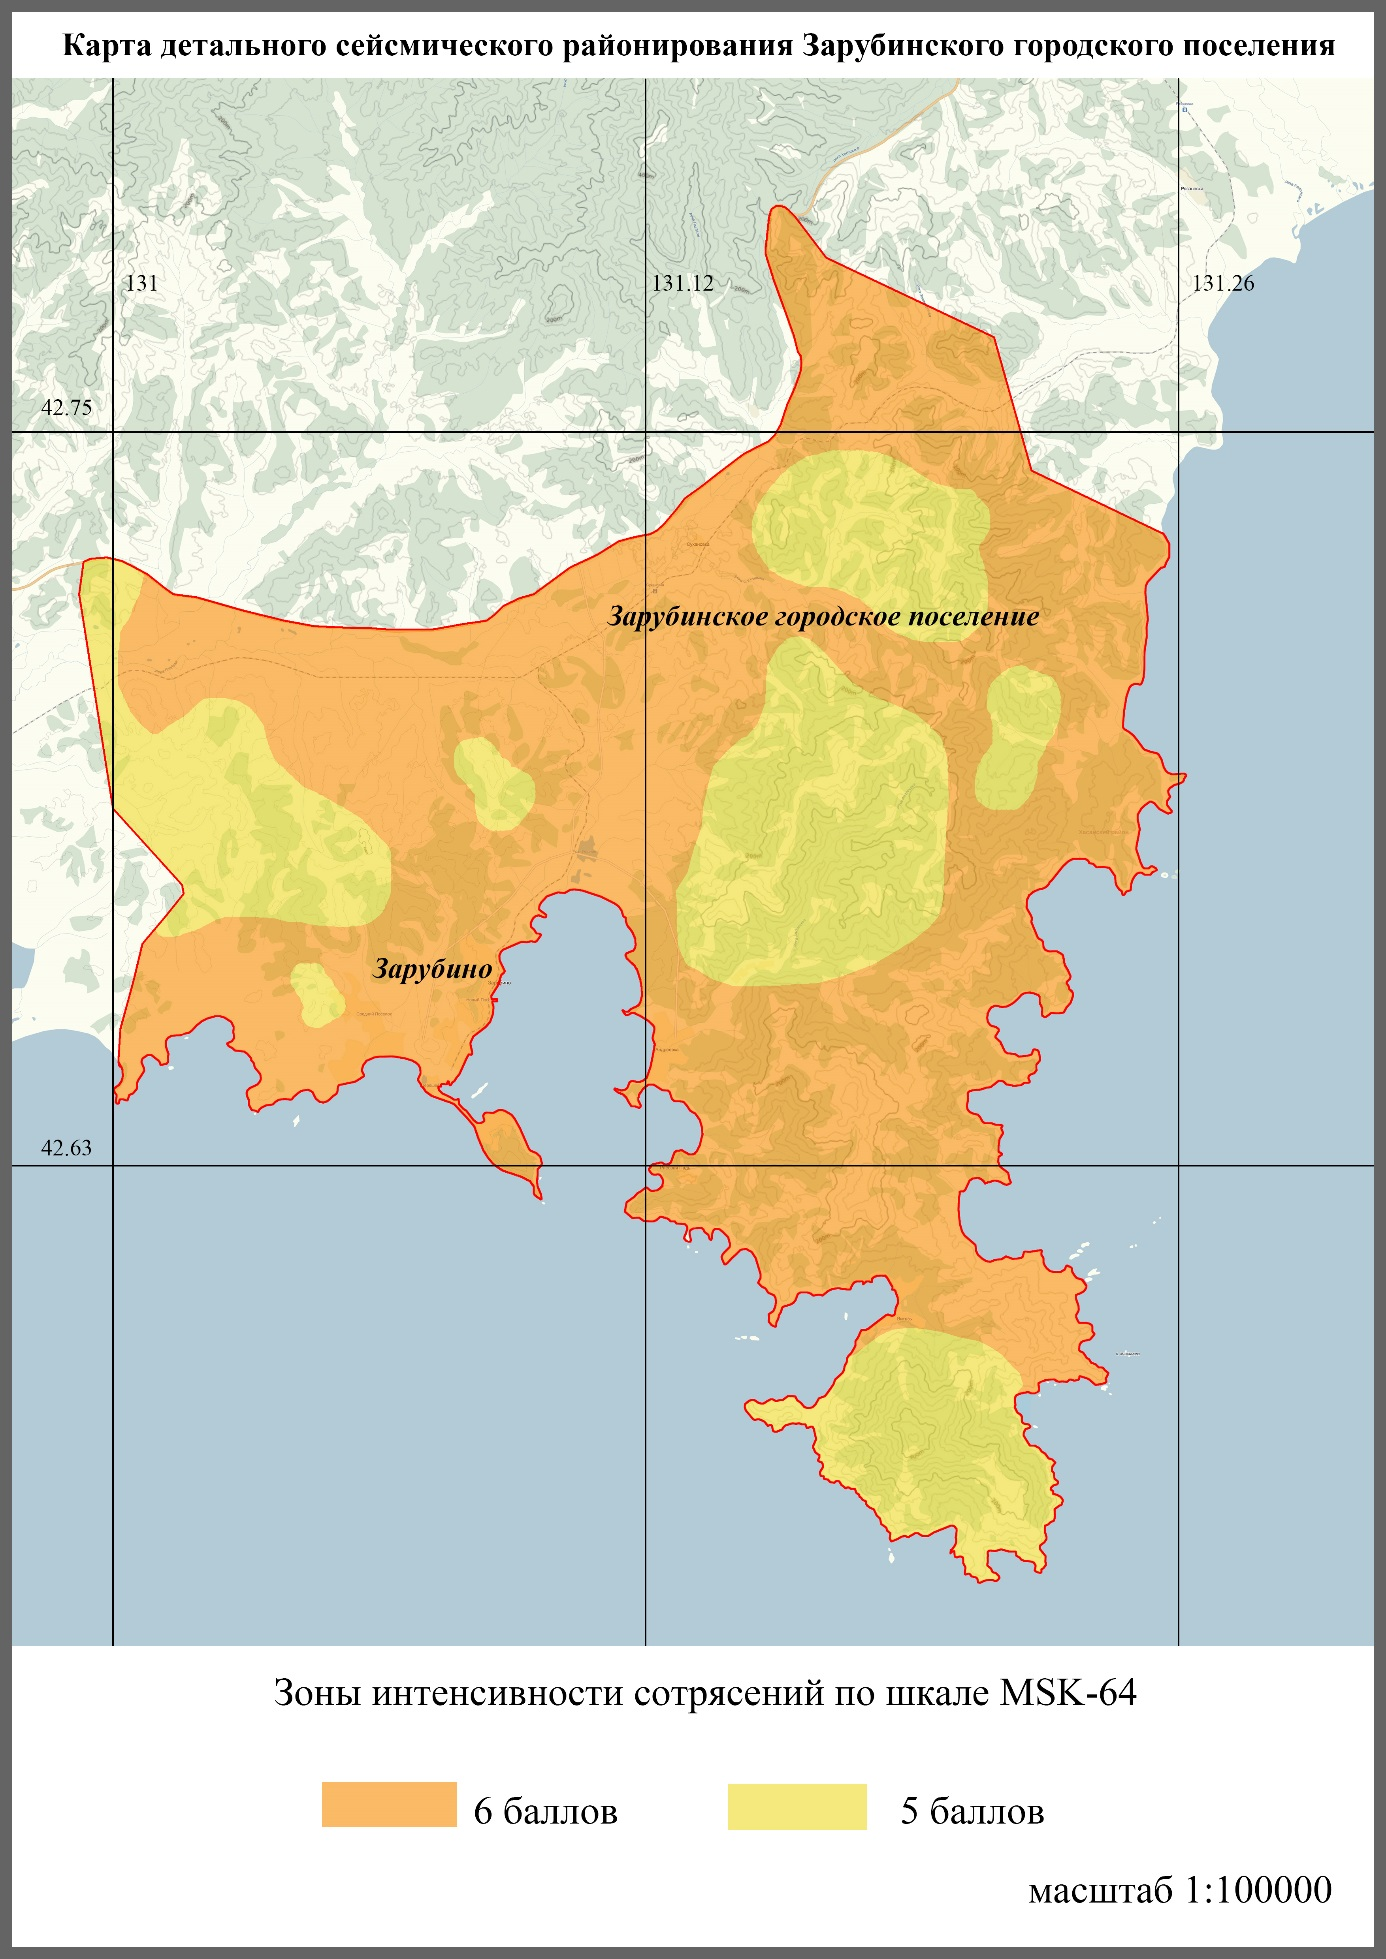 Карта детального сейсмического районирования Зарубинского городского поселения
131
131.12
131.26
42.75
Зарубинское городское поселение
Зарубино
42.63
Зоны интенсивности сотрясений по шкале MSK-64
6 баллов
5 баллов
масштаб 1:100000